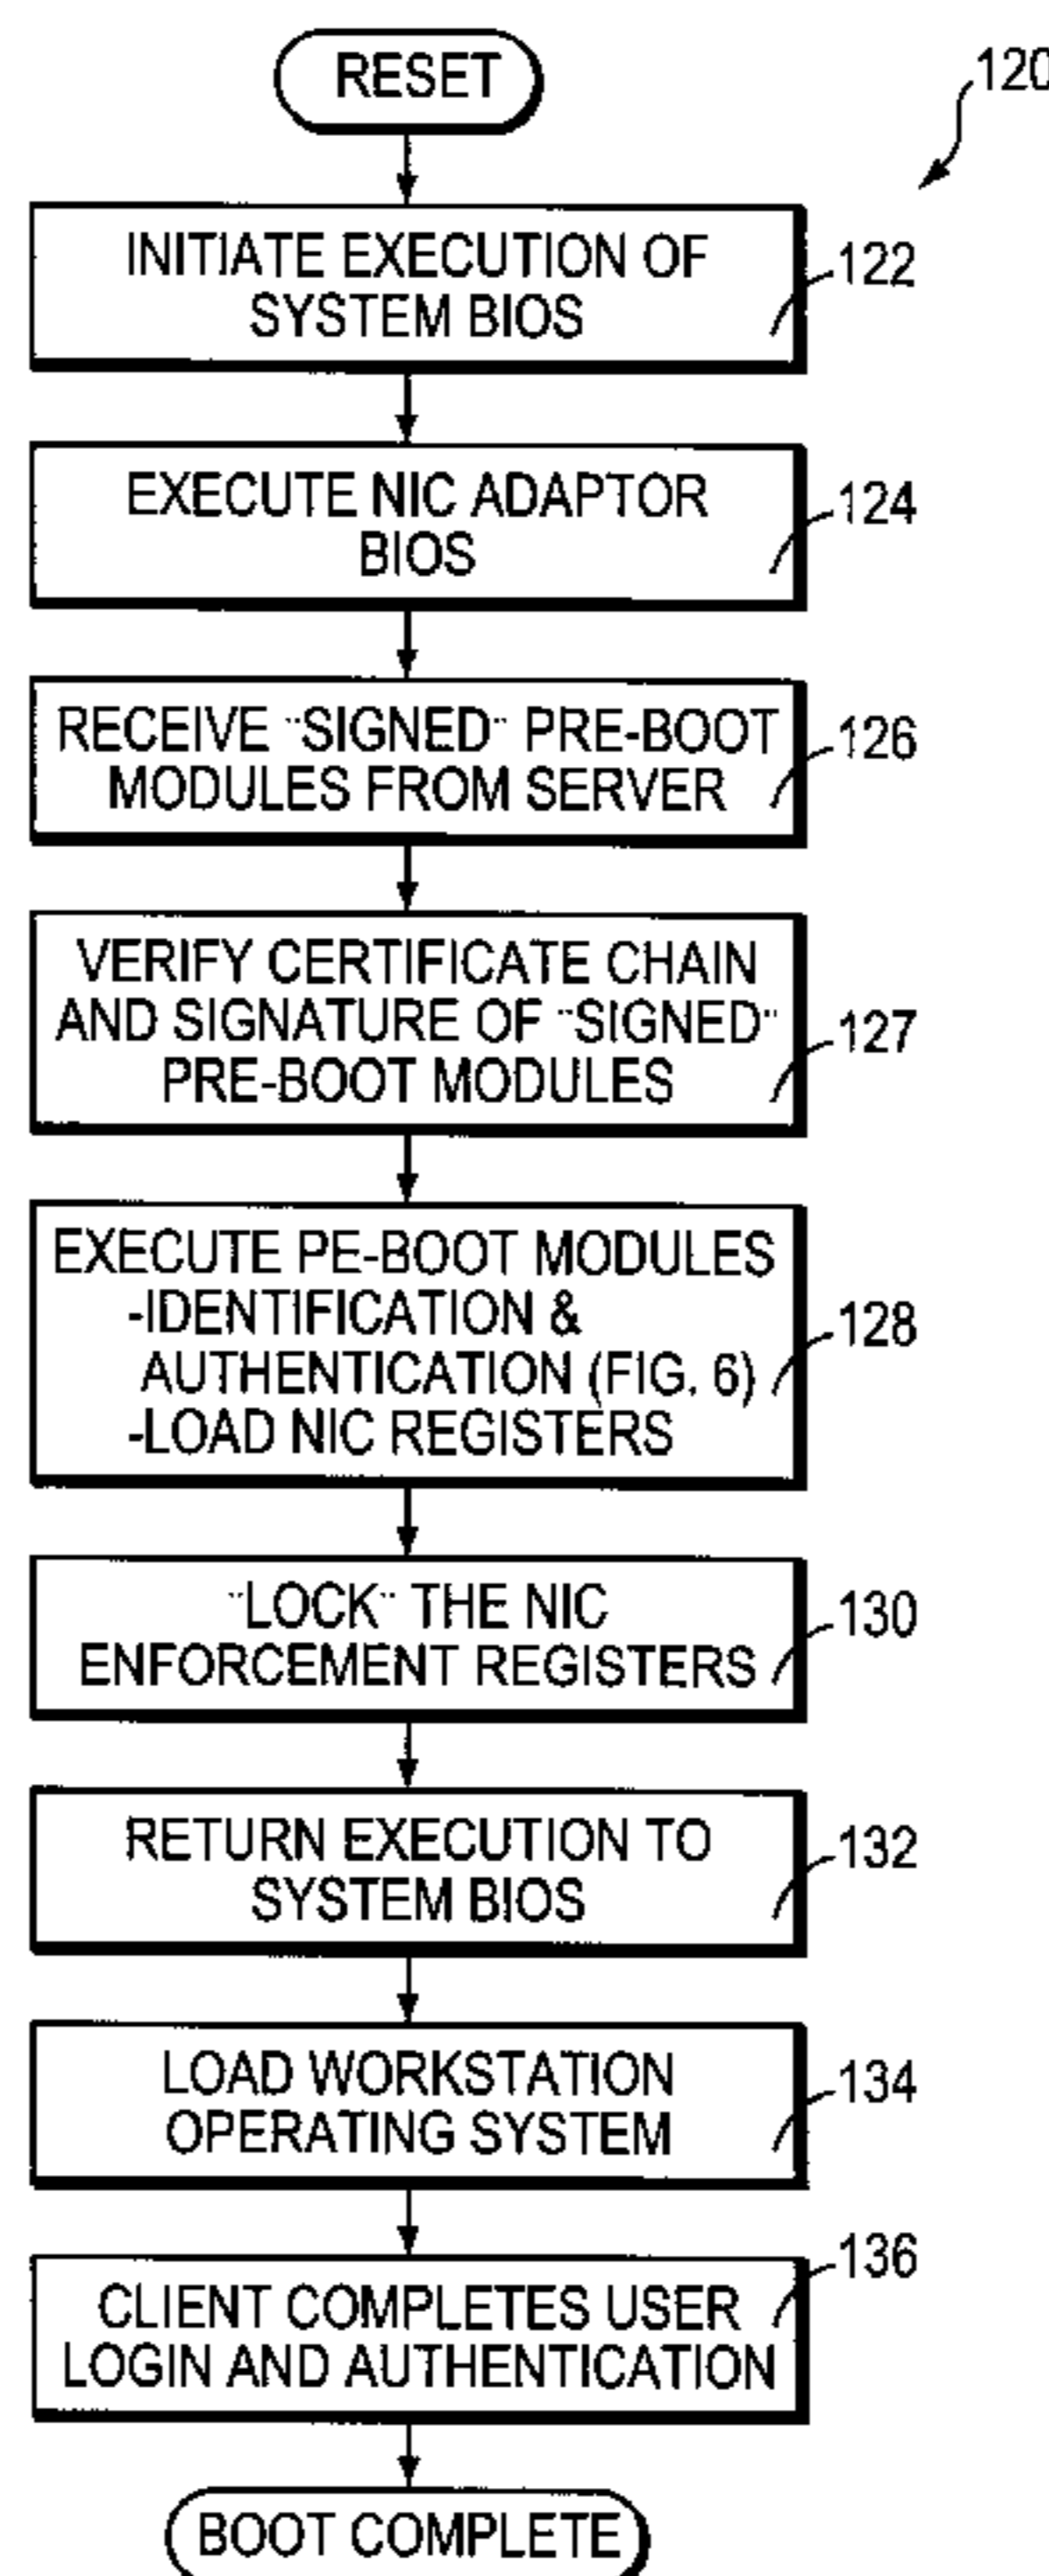 RESET
120
INITIATE EXECUTION OF
SYSTEM BIOS
122
EXECUTE NIC ADAPTOR
BIOS
124
RECEIVE "SIGNED" PRE-BOOT
MODULES FROM SERVER
126
VERIFY CERTIFICATE CHAIN
AND SIGNATURE OF "SIGNED"
PRE-BOOT MODULES
127
EXECUTE PE-BOOT MODULES
-IDENTIFICATION &
AUTHENTICATION (FIG. 6)
-LOAD NIC REGISTERS
128
"LOCK" THE NIC
ENFORCEMENT REGISTERS
130
RETURN EXECUTION TO
SYSTEM BIOS
132
LOAD WORKSTATION
OPERATING SYSTEM
134
CLIENT COMPLETES USER
LOGIN AND AUTHENTICATION
136
BOOT COMPLETE